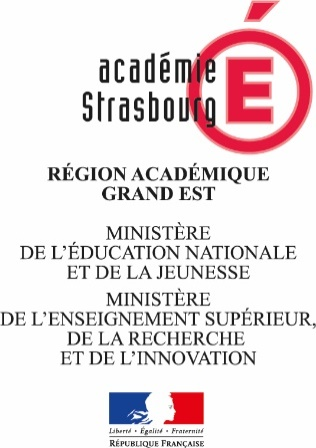 académie
Strasbourg
É
RÉGION ACADÉMIQUE
GRAND EST
MINISTÈRE
DE L'ÉDUCATION NATIONALE
ET DE LA JEUNESSE
MINISTÈRE
DE L'ENSEIGNEMENT SUPÉRIEUR,
DE LA RECHERCHE
ET DE L'INNOVATION
Liberté • Égalité • Fraternité
RÉPUBLIQUE FRANÇAISE